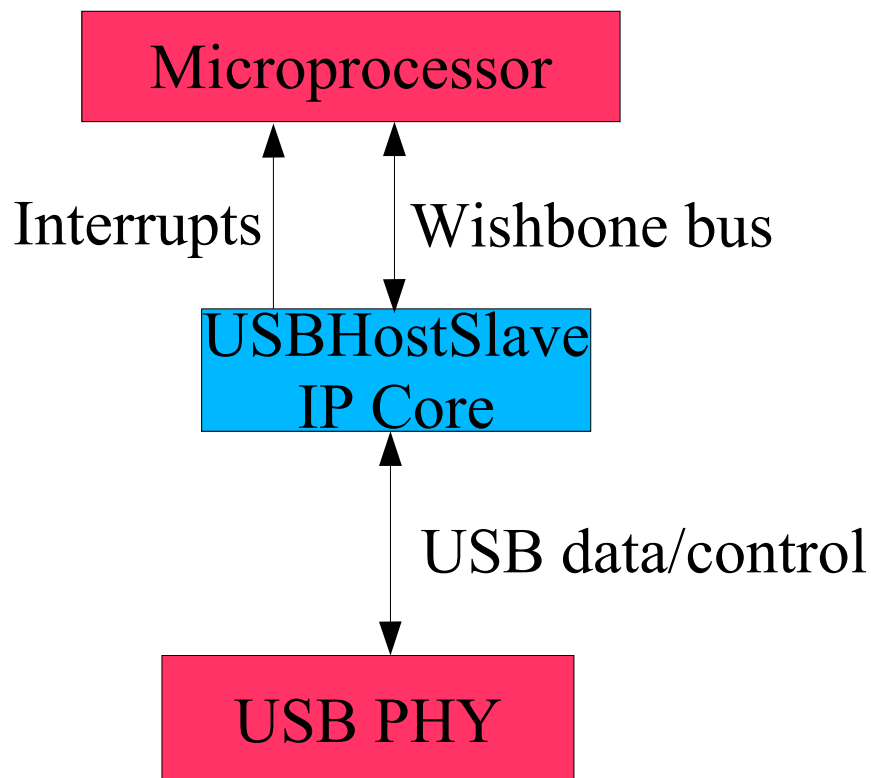 Microprocessor
Interrupts
Wishbone bus
USBHostSlave
IP Core
USB data/control
USB PHY